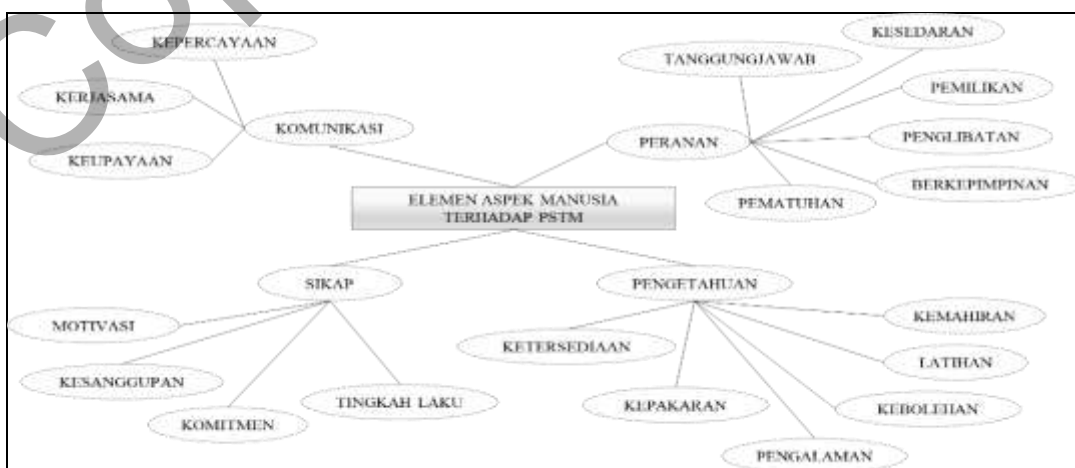 KEPERCAYAAN
KERJASAMA
KEUPAYAAN
KOMUNIKASI
KESEDARAN
TANGGUNGJAWAB
PEMILIKAN
PENGLIBATAN
PERANAN
BERKEPIMPINAN
PEMATUHAN
ELEMEN ASPEK MANUSIA
TERHADAP PSTM
SIKAP
MOTIVASI
KESANGGUPAN
KOMITMEN
TINGKAH LAKU
PENGETAHUAN
KETERSEDIAAN
KEPAKARAN
PENGALAMAN
KEMAHIRAN
LATIHAN
KEBOLEHAN